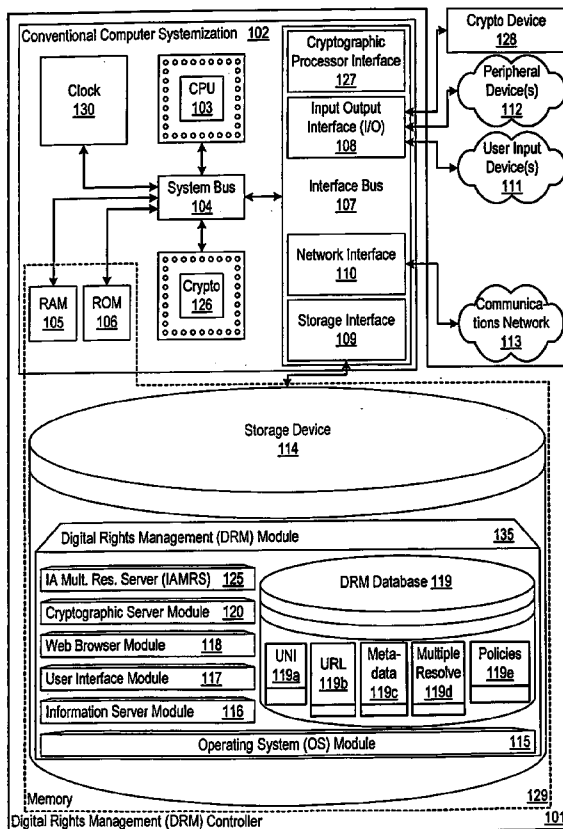 Conventional Computer Systemization 102
Clock
130
CPU
103
System Bus
104
Crypto
126
RAM
105
ROM
106
Cryptographic
Processor Interface
127
Input Output
Interface (I/O)
108
Interface Bus
107
Network Interface
110
Storage Interface
109
Crypto Device
128
Peripheral
Device(s)
112
User Input
Device(s)
111
Communica-
tions Network
113
Storage Device
114
Digital Rights Management (DRM) Module 135
IA Mult. Res. Server (IAMRS) 125
Cryptographic Server Module 120
Web Browser Module 118
User Interface Module 117
Information Server Module 116
DRM Database 119
UNI
119a
URL
119b
Meta-
data
119c
Multiple
Resolve
119d
Policies
119e
Operating System (OS) Module 115
Memory 129
Digital Rights Management (DRM) Controller 101